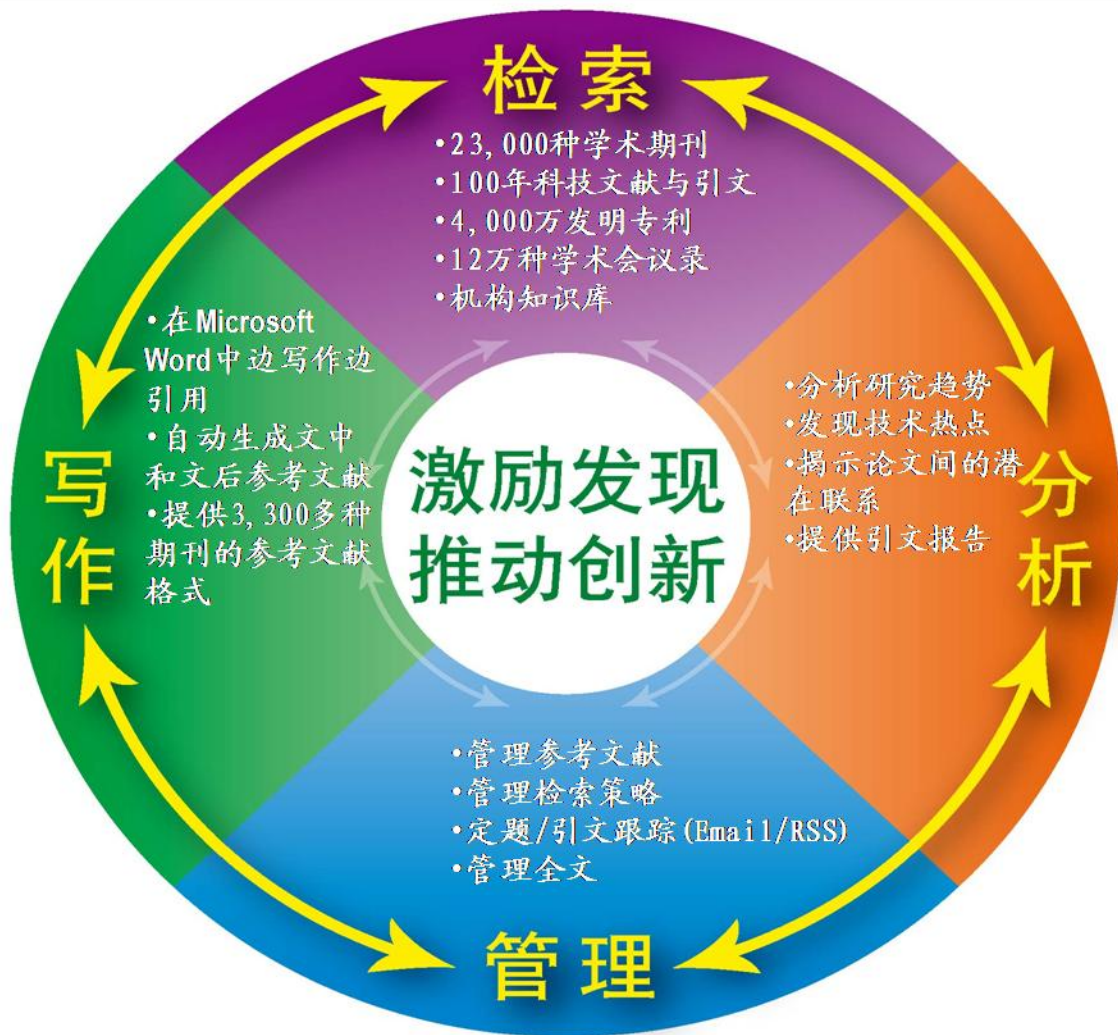 检索
•23,000种学术期刊
•100年科技文献与引文
•4,000万发明专利
•12万种学术会议录
•机构知识库
写作
•在Microsoft
Word中边写作边
引用
•自动生成文中
和文后参考文献
•提供3,300多种
期刊的参考文献
格式
激励发现
推动创新
分析
•分析研究趋势
•发现技术热点
•揭示论文间的潜
在联系
•提供引文报告
•管理参考文献
•管理检索策略
•定题/引文跟踪(Email/RSS)
•管理全文
管理